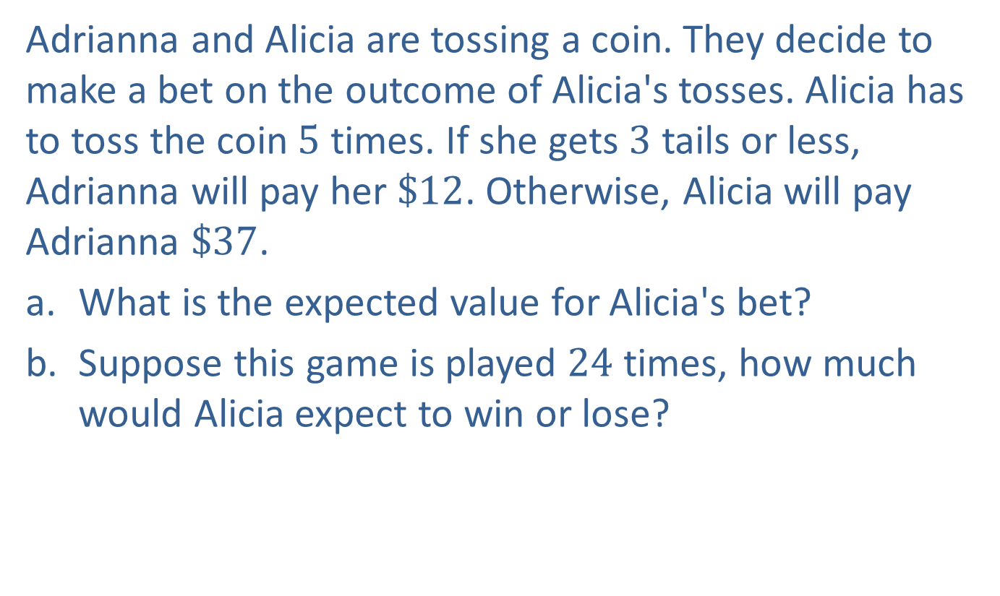 Adrianna and Alicia are tossing a coin. They decide to
make a bet on the outcome of Alicia's tosses. Alicia has
to toss the coin 5 times. If she gets 3 tails or less,
Adrianna will pay her $12. Otherwise, Alicia will pay
Adrianna $37.
a. What is the expected value for Alicia's bet?
b. Suppose this game is played 24 times, how much
would Alicia expect to win or lose?